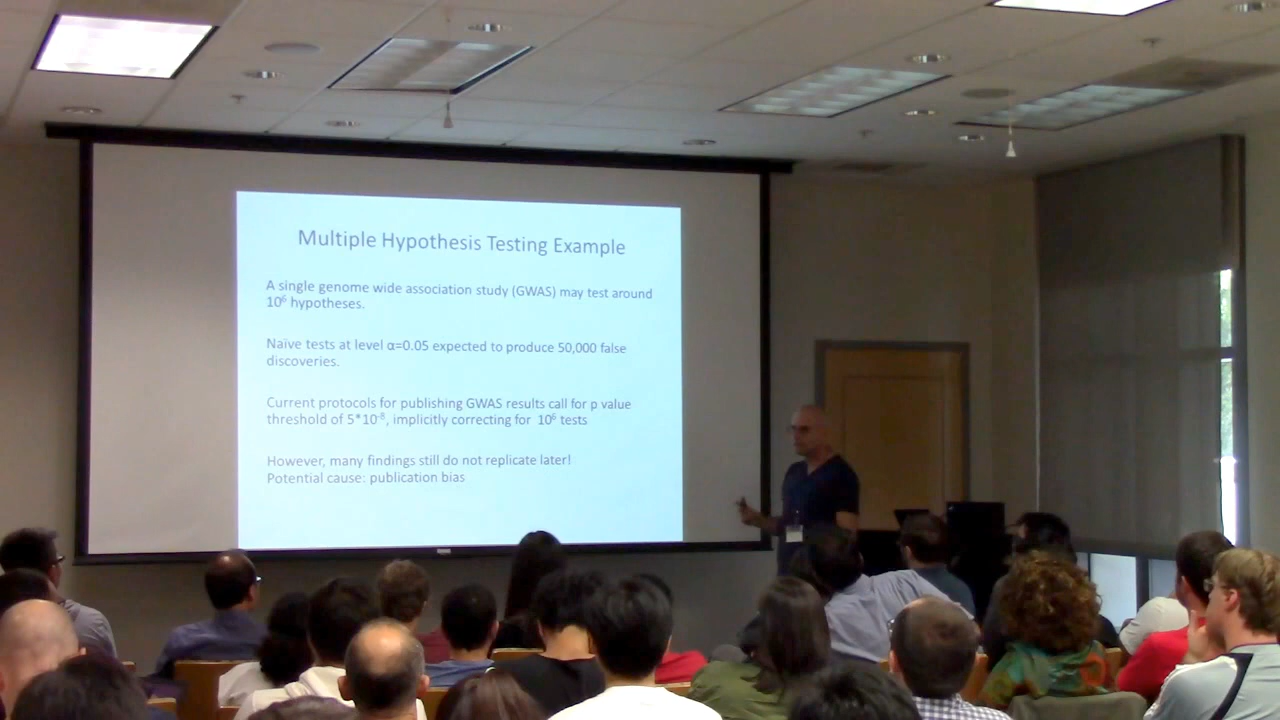 Multiple Hypothesis Testing Example
A single genome wide association study (GWAS) may test around
10⁶ hypotheses.
Naïve tests at level α=0.05 expected to produce 50,000 false
discoveries.
Current protocols for publishing GWAS results call for p value
threshold of 5*10⁻⁸, implicitly correcting for 10⁶ tests
However, many findings still do not replicate later!
Potential cause: publication bias